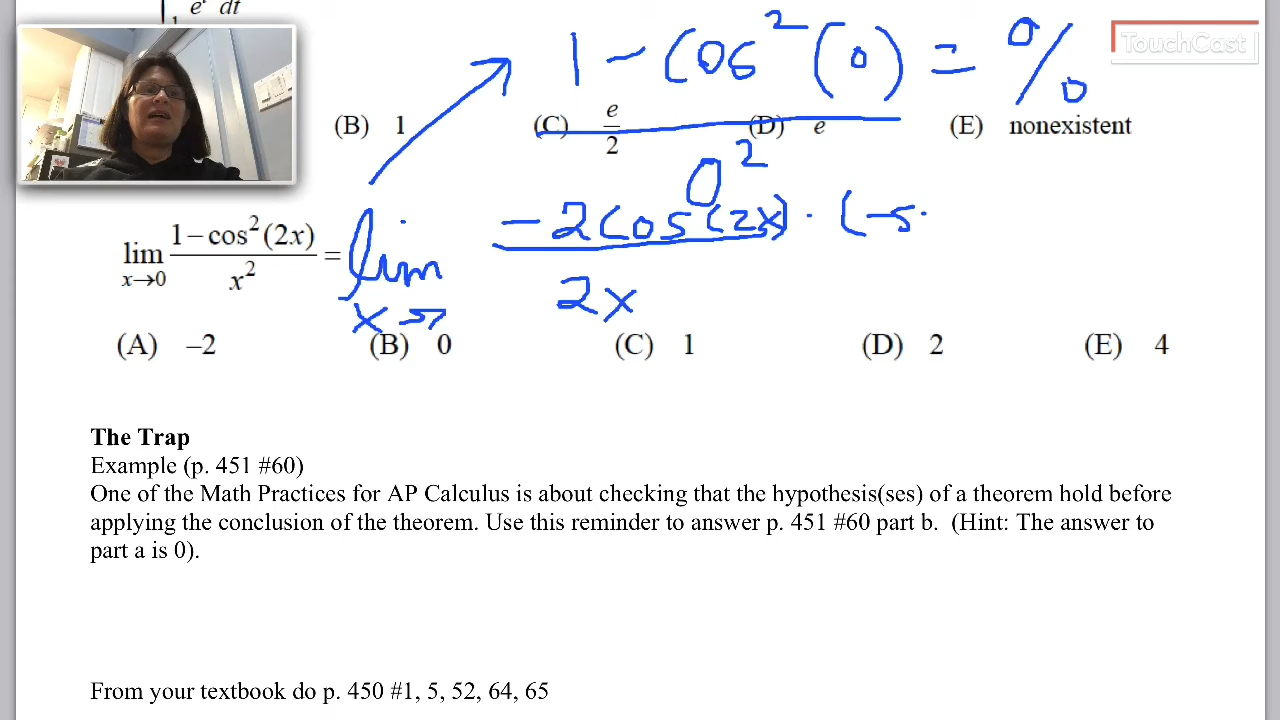 e^t dt
1 - cos² (0) = 0/0
TouchCast
(B) 1 (C) e/2 (D) e (E) nonexistent
0²
lim x→0 1−cos²(2x) / x² = lim x→ -2cos(2x) · (-s / 2x
(A) –2 (B) 0 (C) 1 (D) 2 (E) 4
The Trap
Example (p. 451 #60)
One of the Math Practices for AP Calculus is about checking that the hypothesis(ses) of a theorem hold before
applying the conclusion of the theorem. Use this reminder to answer p. 451 #60 part b. (Hint: The answer to
part a is 0).
From your textbook do p. 450 #1, 5, 52, 64, 65